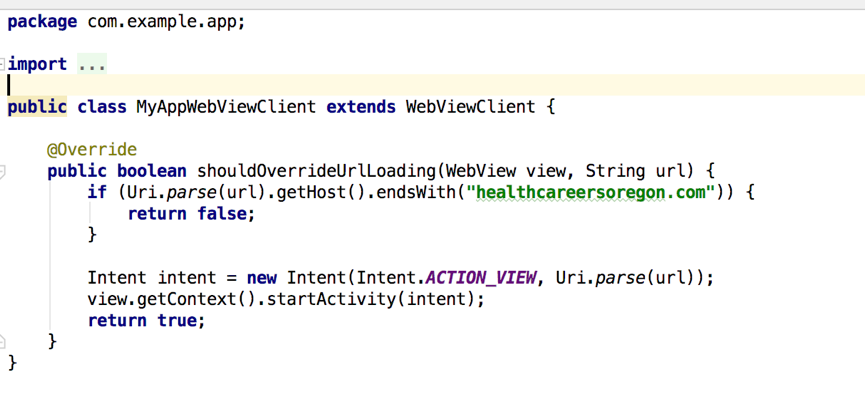 package com.example.app;
import ...
public class MyAppWebViewClient extends WebViewClient {
@Override
public boolean shouldOverrideUrlLoading(WebView view, String url) {
if (Uri.parse(url).getHost().endsWith("healthcareersoregon.com")) {
return false;
}
Intent intent = new Intent(Intent.ACTION_VIEW, Uri.parse(url));
view.getContext().startActivity(intent);
return true;
}
}